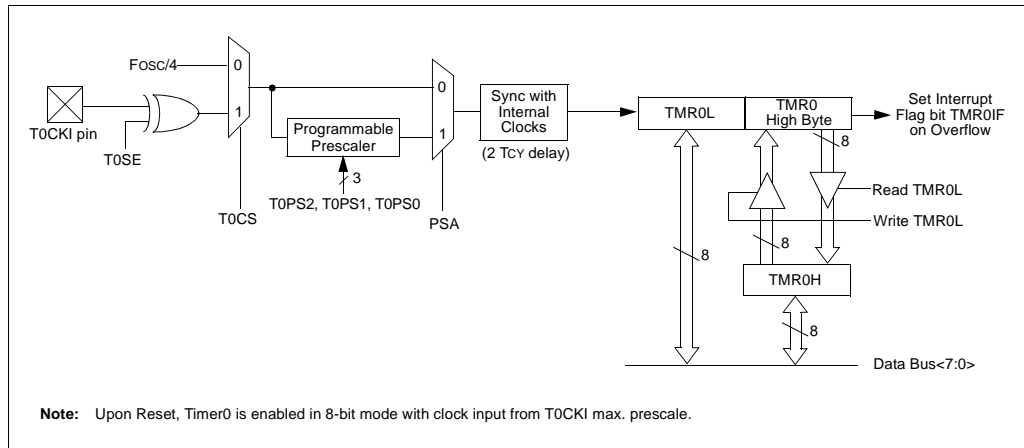 FOSC/4
0
1
T0CKI pin
T0SE
T0CS
Programmable
Prescaler
3
T0PS2, T0PS1, T0PS0
0
1
PSA
Sync with
Internal
Clocks
(2 TCY delay)
TMR0L
TMR0
High Byte
Set Interrupt
Flag bit TMR0IF
on Overflow
8
Read TMR0L
Write TMR0L
8
8
TMR0H
8
Data Bus<7:0>
Note: Upon Reset, Timer0 is enabled in 8-bit mode with clock input from T0CKI max. prescale.